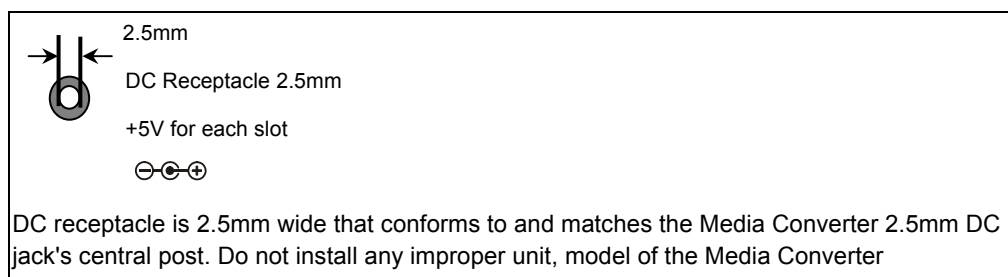 2.5mm
DC Receptacle 2.5mm
+5V for each slot
DC receptacle is 2.5mm wide that conforms to and matches the Media Converter 2.5mm DC
jack's central post. Do not install any improper unit, model of the Media Converter